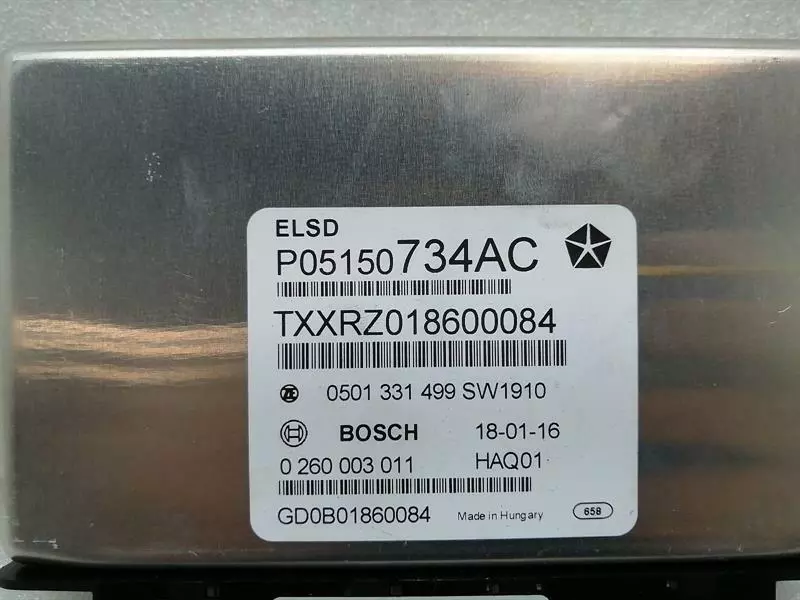 ELSD
P05150734AC
TXXRZ018600084
ZF 0501 331 499 SW1910
BOSCH 18-01-16
0 260 003 011 HAQ01
GD0B01860084 Made in Hungary 658